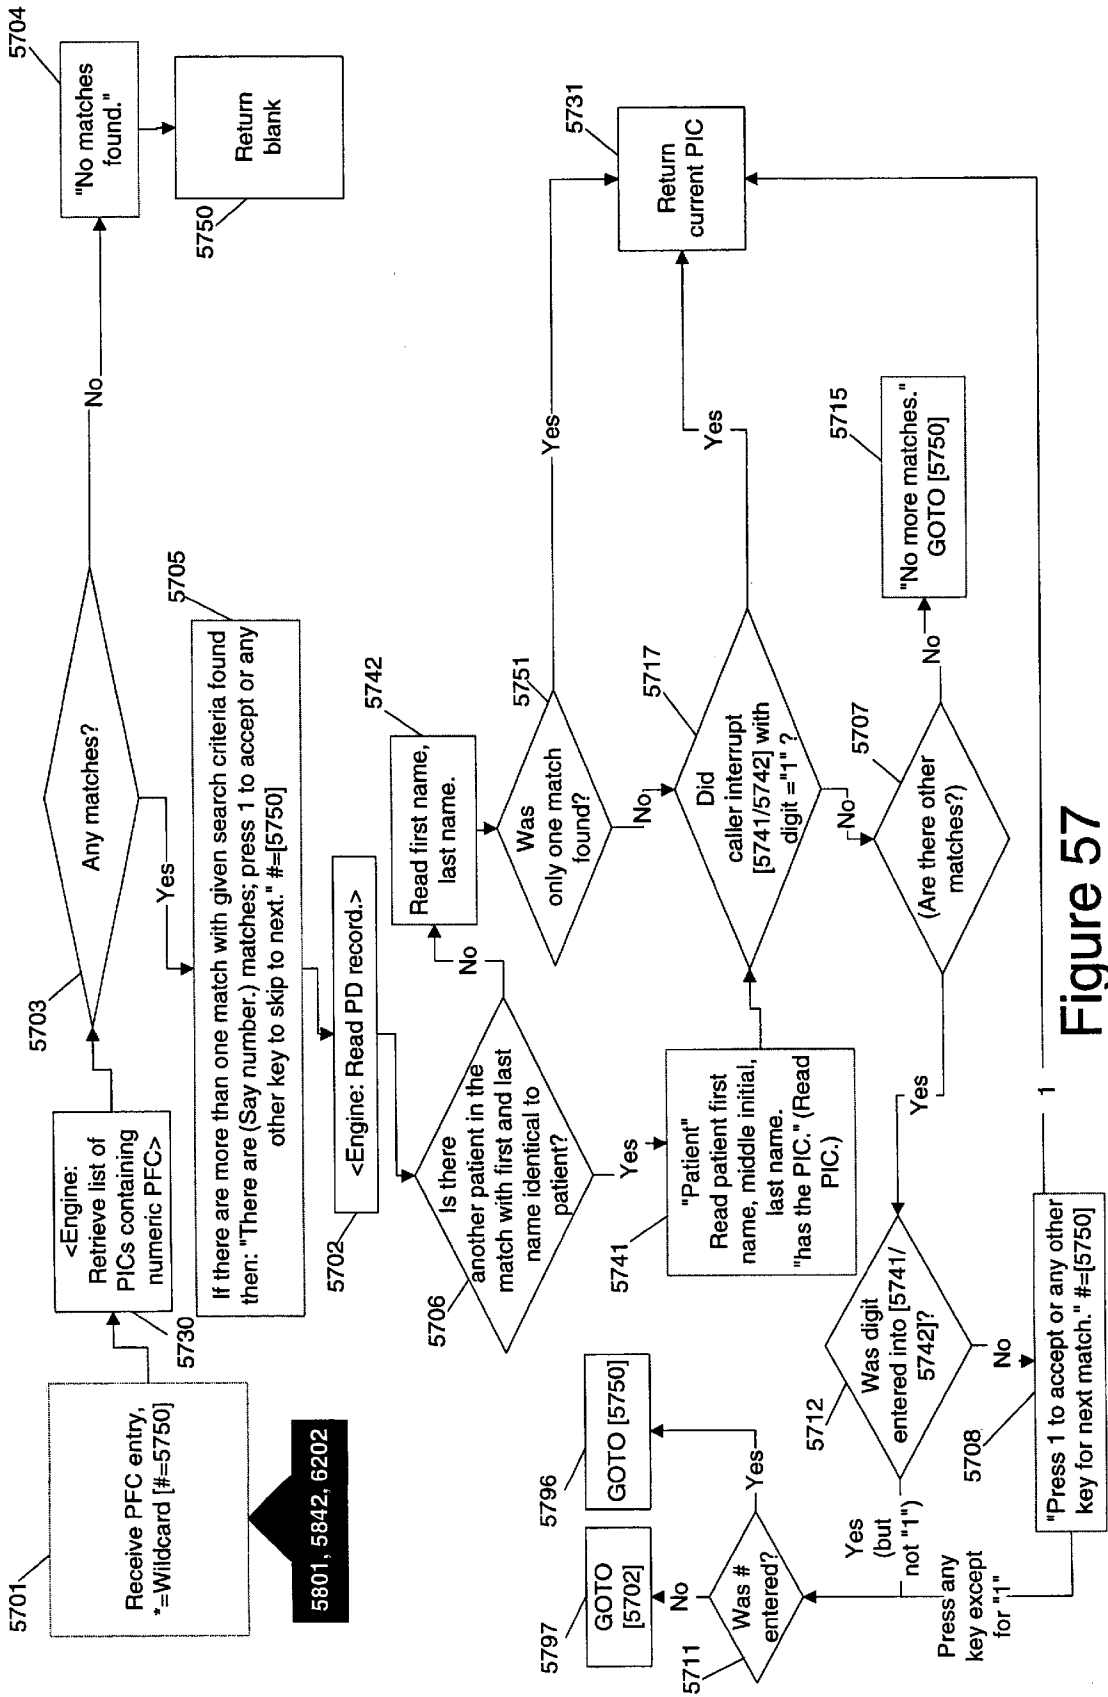 5701
Receive PFC entry,
*=Wildcard [#=5750]
5801, 5842, 6202
5730
<Engine:
Retrieve list of
PICs containing
numeric PFC>
5703
Any matches?
No
Yes
5704
"No matches
found."
5750
Return
blank
5705
If there are more than one match with given search criteria found
then: "There are (Say number.) matches; press 1 to accept or any
other key to skip to next." #=[5750]
5702
<Engine: Read PD record.>
5706
Is there
another patient in the
match with first and last
name identical to
patient?
No
Yes
5742
Read first name,
last name.
5751
Was
only one match
found?
Yes
No
5731
Return
current PIC
5741
"Patient"
Read patient first
name, middle initial,
last name.
"has the PIC." (Read
PIC.)
5717
Did
caller interrupt
[5741/5742] with
digit ="1" ?
Yes
No
5707
(Are there other
matches?)
No
Yes
5715
"No more matches."
GOTO [5750]
5712
Was digit
entered into [5741/
5742]?
No
Yes
(but
not "1")
5708
"Press 1 to accept or any other
key for next match." #=[5750]
1
Press any
key except
for "1"
5711
Was #
entered?
No
Yes
5797
GOTO
[5702]
5796
GOTO [5750]
Figure 57